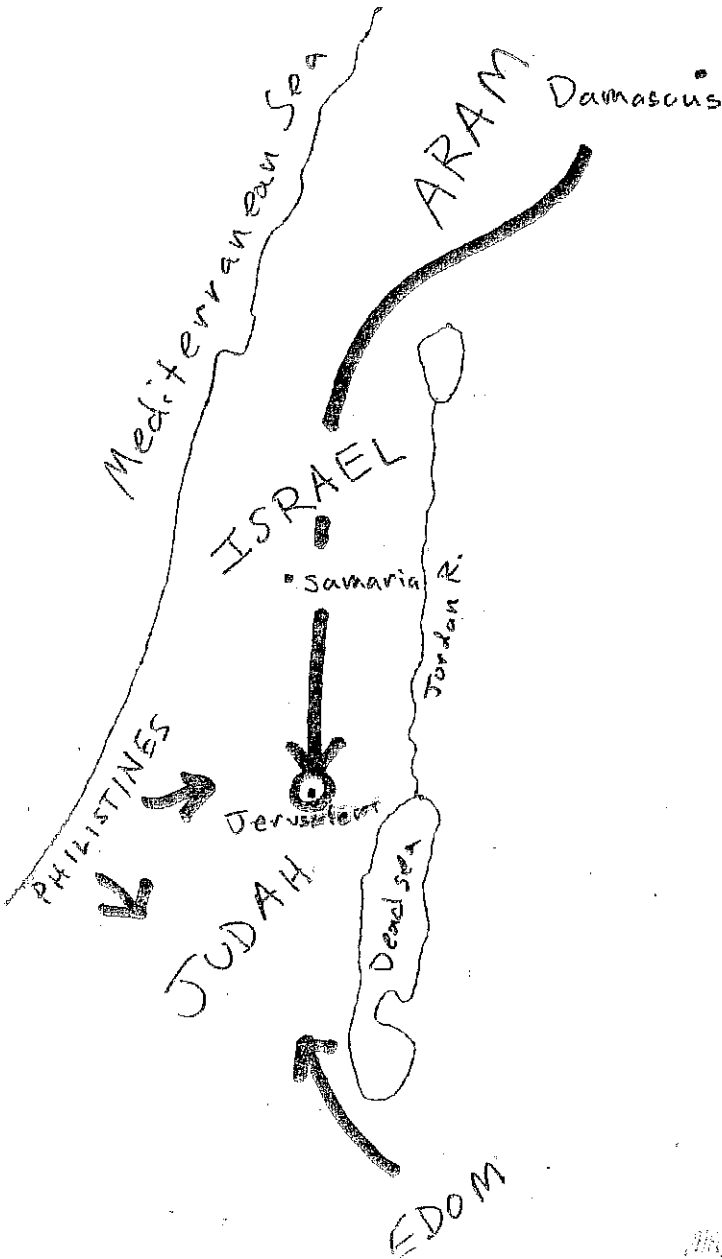 Mediterranean Sea
ARAM
Damascus
ISRAEL
Samaria
Jordan R.
PHILISTINES
Jerusalem
JUDAH
Dead sea
EDOM